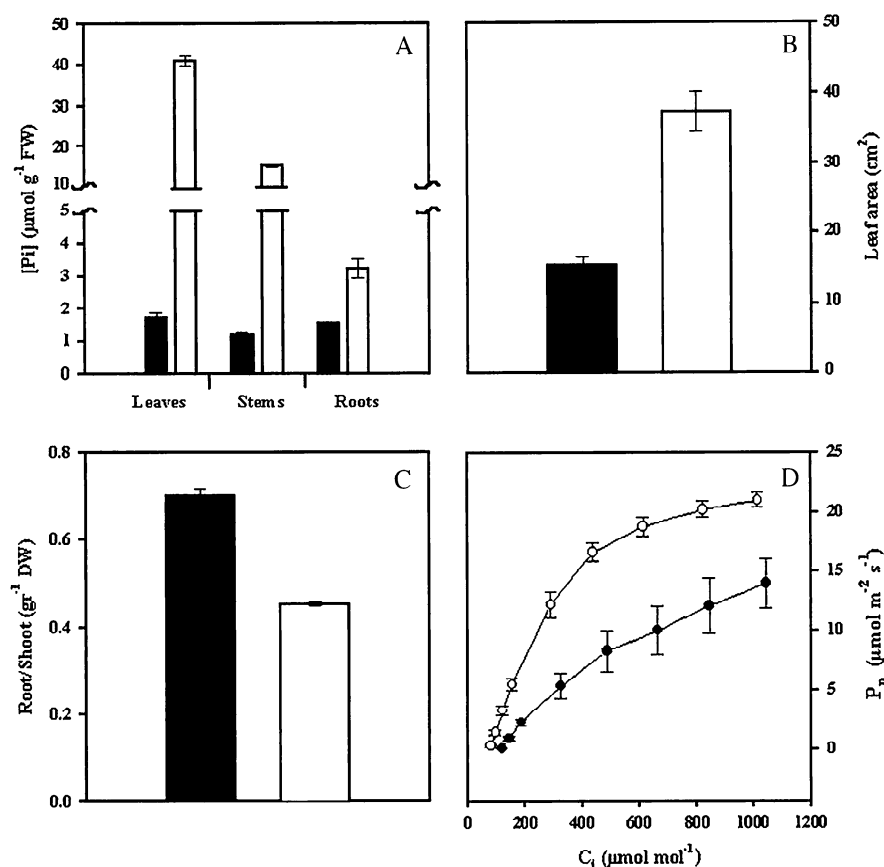 A
50
40
30
20
10
5
4
3
2
1
0
[Pi] (μmol g⁻¹ FW)
Leaves Stems Roots
B
50
40
30
20
10
0
Leaf area (cm²)
C
0.8
0.6
0.4
0.2
0.0
Root/Shoot (gr⁻¹ DW)
D
25
20
15
10
5
0
Pₙ (μmol m⁻² s⁻¹)
0 200 400 600 800 1000 1200
Cᵢ (μmol mol⁻¹)